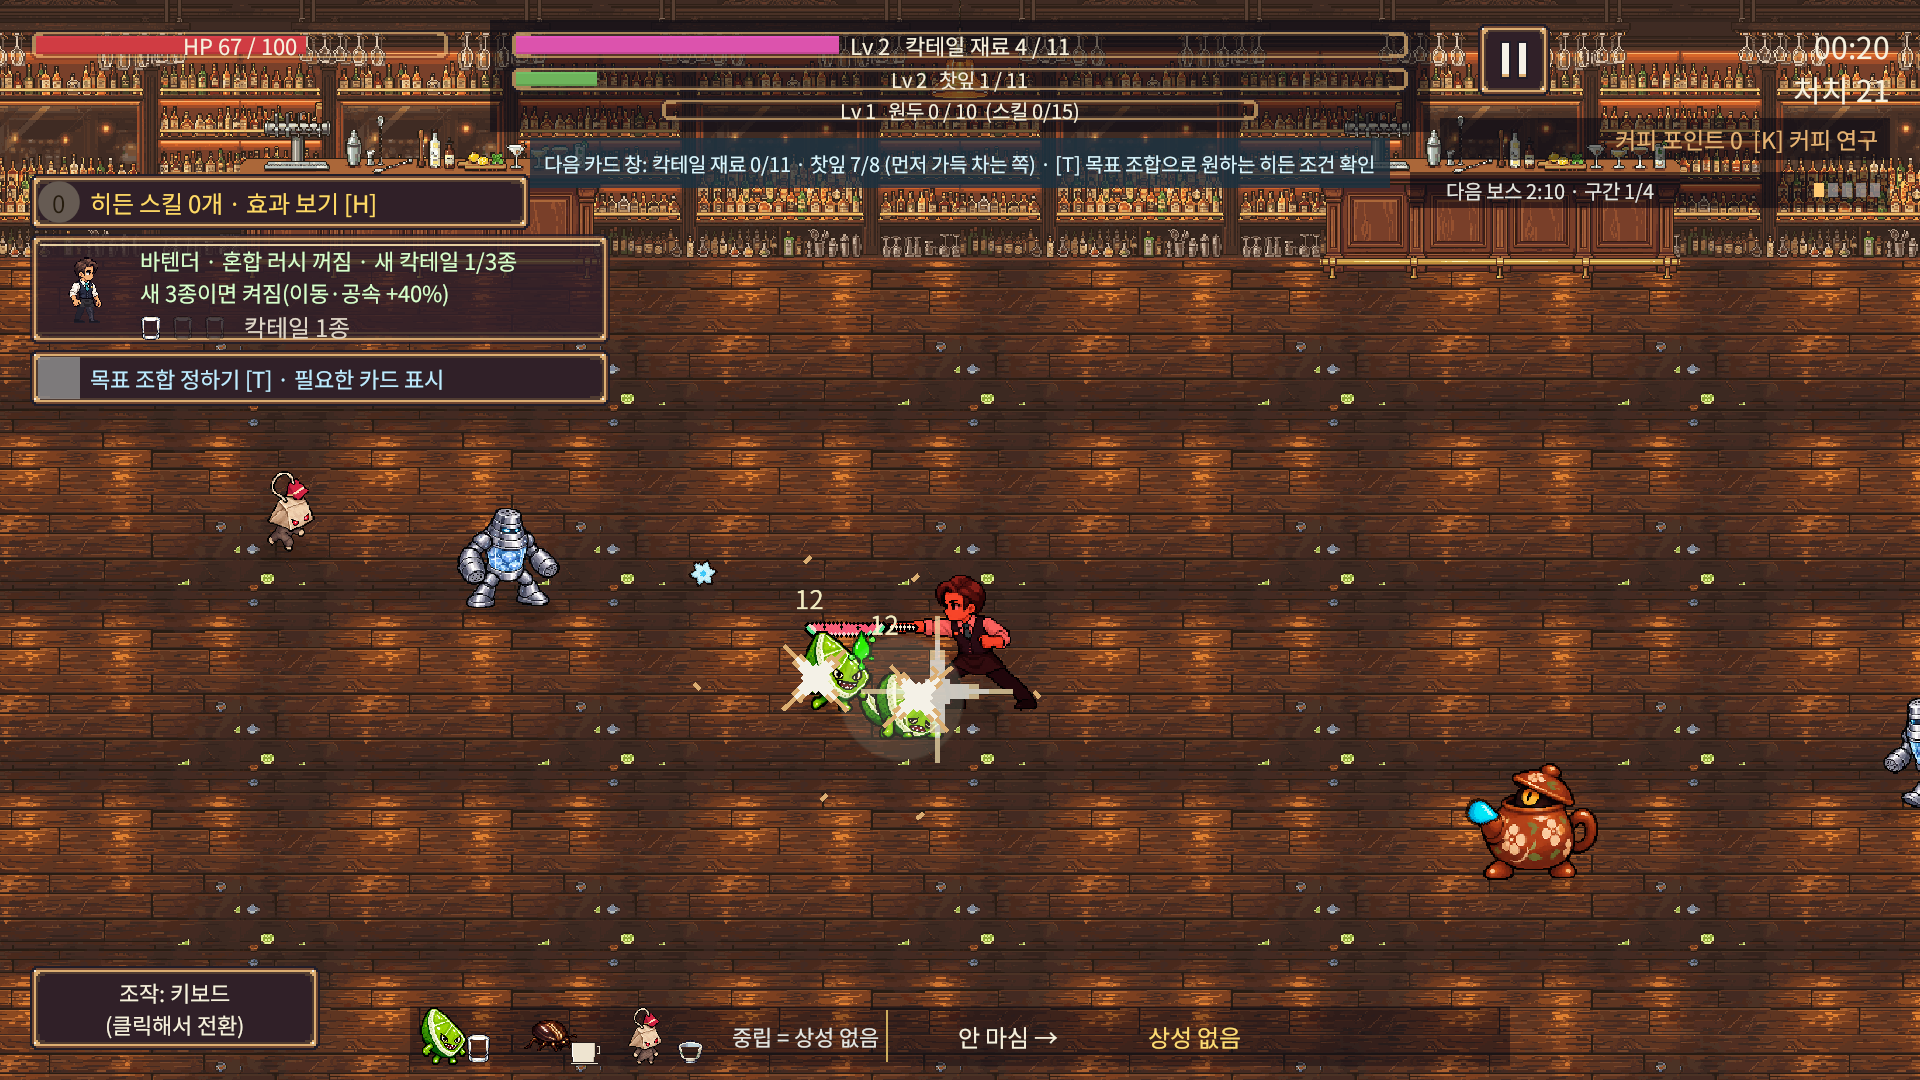 HP 67 / 100
Lv 2 칵테일 재료 4 / 11
Lv 2 찻잎 1 / 11
Lv 1 원두 0 / 10 (스킬 0/15)
다음 카드 창: 칵테일 재료 0/11 · 찻잎 7/8 (먼저 가득 차는 쪽) · [T] 목표 조합으로 원하는 히든 조건 확인
00:20
처치 21
커피 포인트 0 [K] 커피 연구
다음 보스 2:10 · 구간 1/4
0 히든 스킬 0개 · 효과 보기 [H]
바텐더 · 혼합 러시 꺼짐 · 새 칵테일 1/3종
새 3종이면 켜짐(이동·공속 +40%)
칵테일 1종
목표 조합 정하기 [T] · 필요한 카드 표시
12
12
조작: 키보드
(클릭해서 전환)
중립 = 상성 없음
안 마심 →
상성 없음